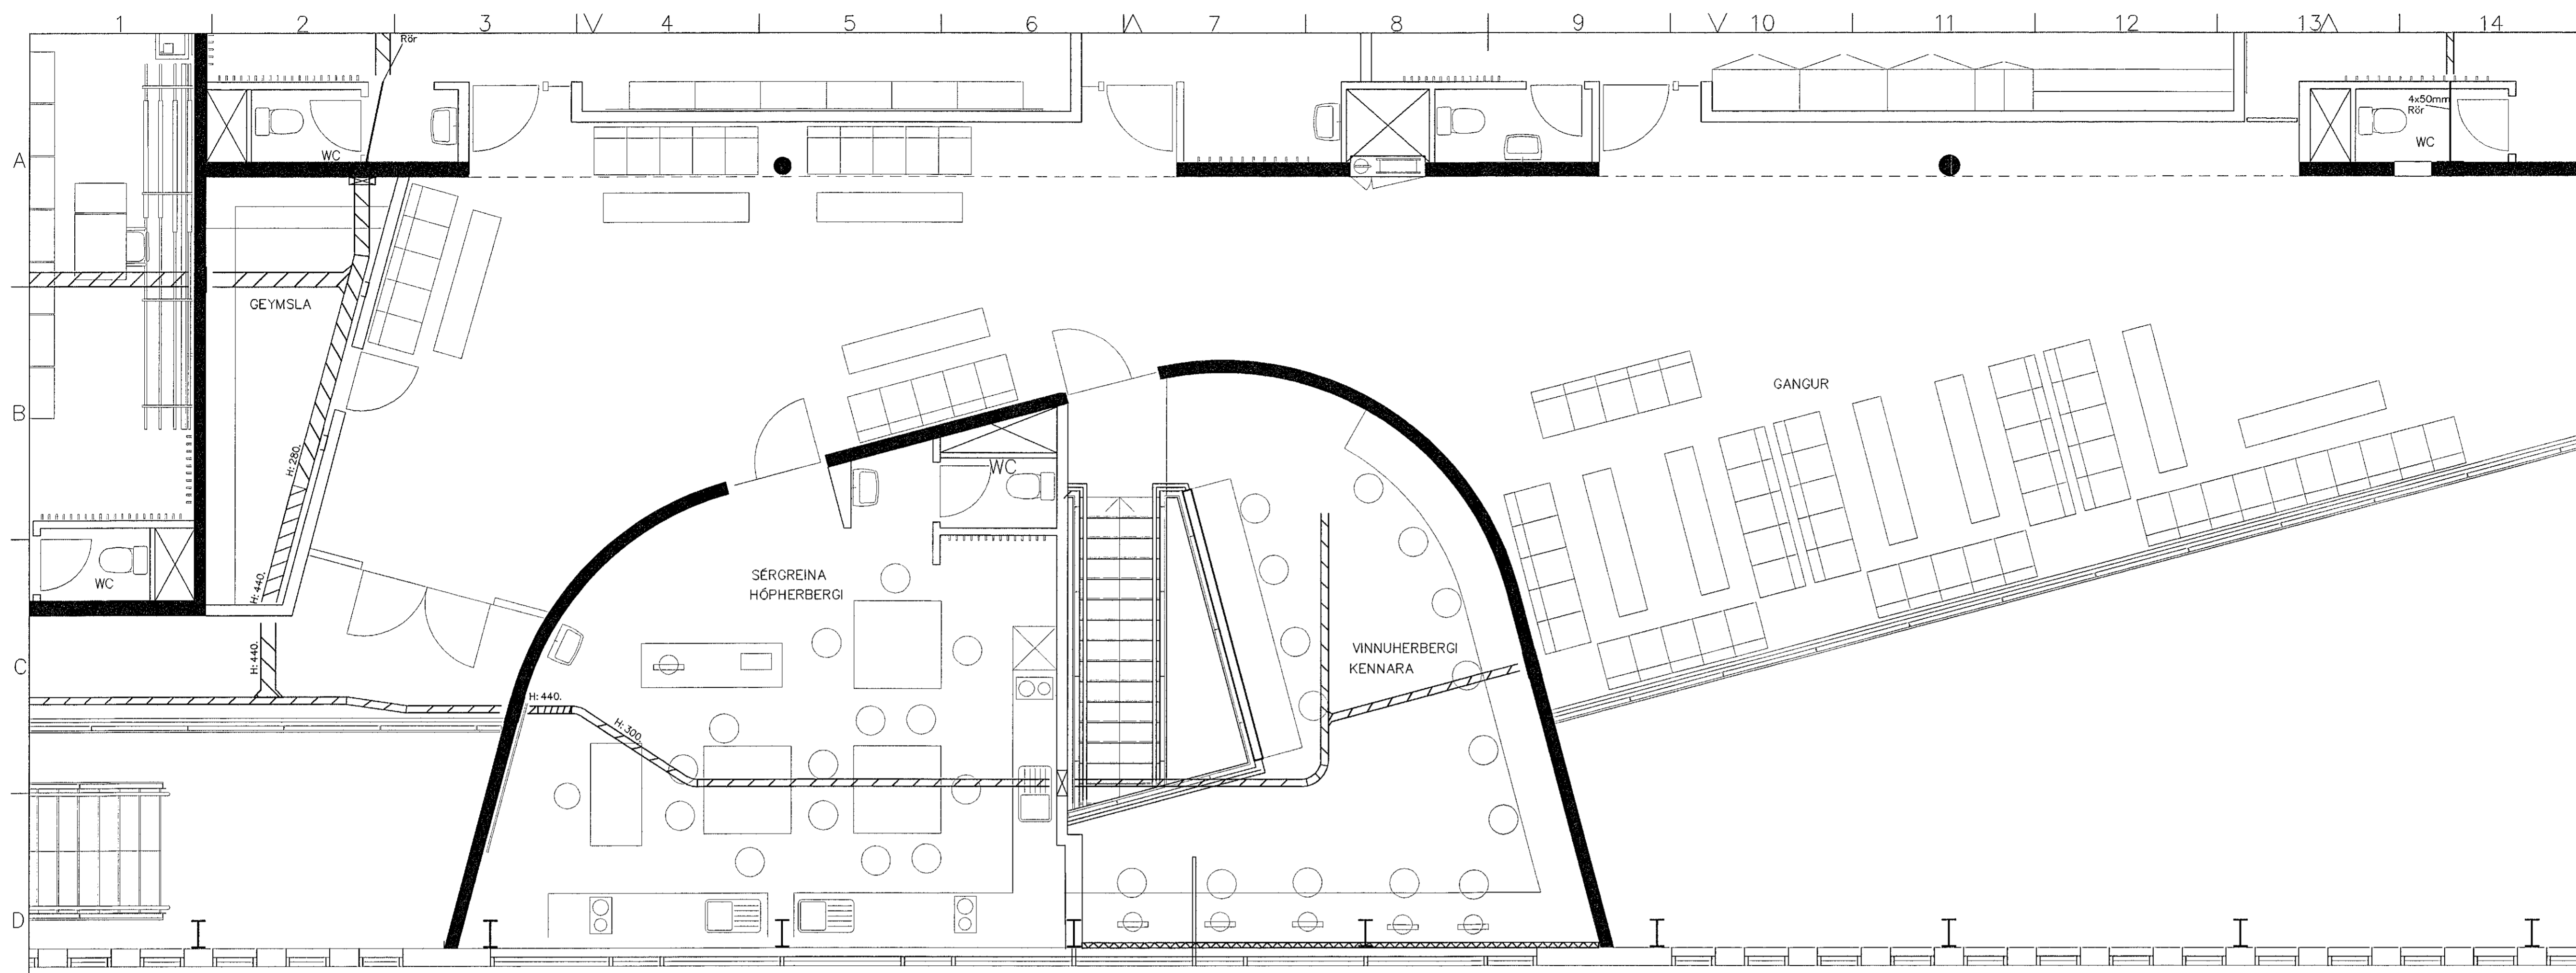 1 2 3 4 5 6 7 8 9 10 11 12 13 14
A
B
C
D
Rör
WC
4x50mm
Rör
WC
GEYMSLA
GANGUR
H:280.
WC
WC
H:440.
SÉRGREINA
HÓPHERBERGI
H:440.
VINNUHERBERGI
KENNARA
H:440.
H:300.